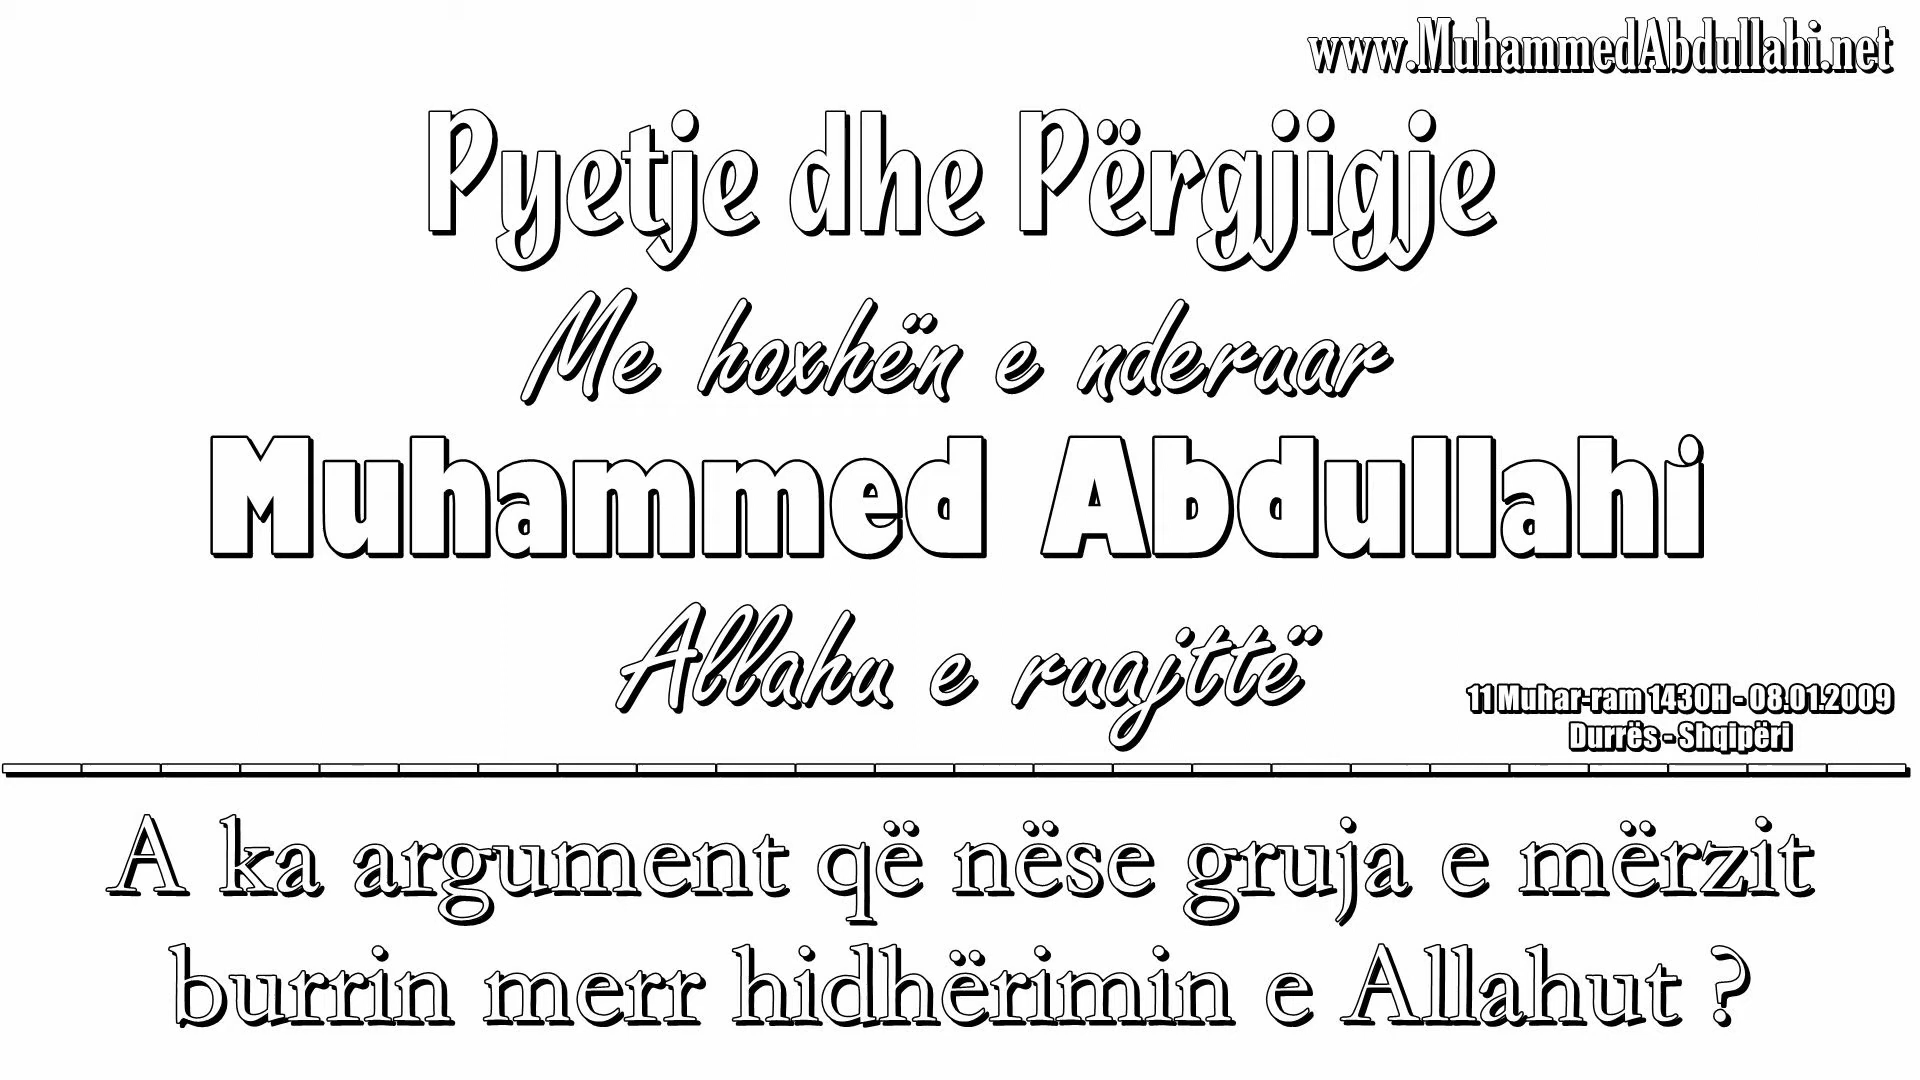 www.MuhammedAbdullahi.net
Pyetje dhe Përgjigje
Me hoxhën e nderuar
Muhammed Abdullahi
Allahu e ruajttë
11 Muhar-ram 1430H - 08.01.2009
Durrës - Shqipëri
A ka argument që nëse gruja e mërzit
burrin merr hidhërimin e Allahut ?